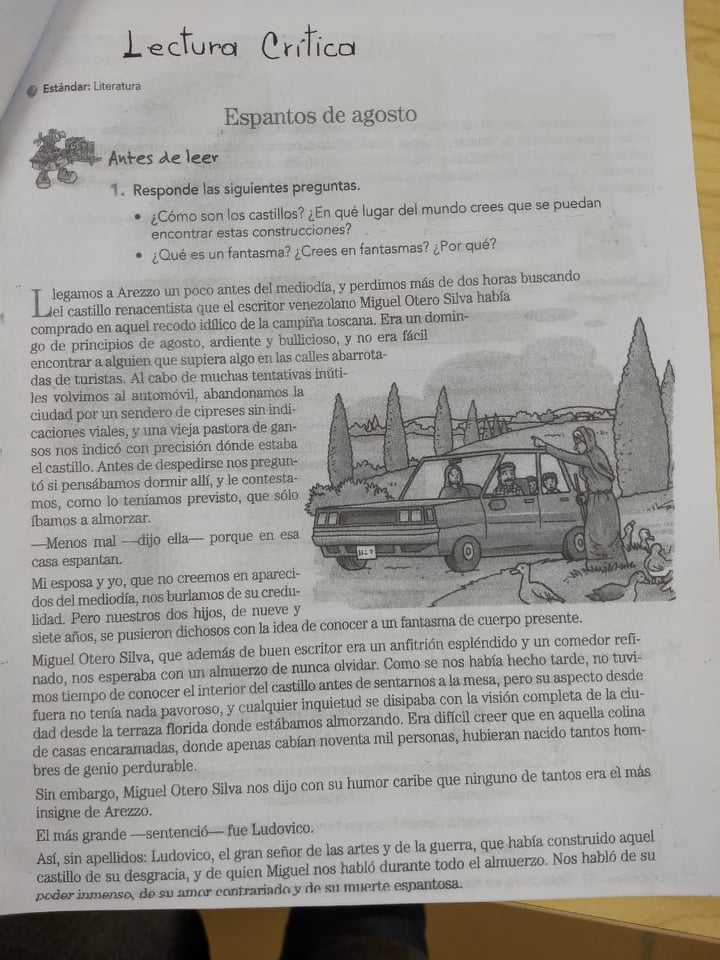 Lectura Crítica
Estándar: Literatura
Espantos de agosto
Antes de leer
1. Responde las siguientes preguntas.
• ¿Cómo son los castillos? ¿En qué lugar del mundo crees que se puedan
encontrar estas construcciones?
• ¿Qué es un fantasma? ¿Crees en fantasmas? ¿Por qué?
Llegamos a Arezzo un poco antes del mediodía, y perdimos más de dos horas buscando
el castillo renacentista que el escritor venezolano Miguel Otero Silva había
comprado en aquel recodo idílico de la campiña toscana. Era un domin-
go de principios de agosto, ardiente y bullicioso, y no era fácil
encontrar a alguien que supiera algo en las calles abarrota-
das de turistas. Al cabo de muchas tentativas inúti-
les volvimos al automóvil, abandonamos la
ciudad por un sendero de cipreses sin indi-
caciones viales, y una vieja pastora de gan-
sos nos indicó con precisión dónde estaba
el castillo. Antes de despedirse nos pregun-
tó si pensábamos dormir allí, y le contesta-
mos, como lo teníamos previsto, que sólo
íbamos a almorzar.
—Menos mal —dijo ella— porque en esa
casa espantan.
Mi esposa y yo, que no creemos en apareci-
dos del mediodía, nos burlamos de su credu-
lidad. Pero nuestros dos hijos, de nueve y
siete años, se pusieron dichosos con la idea de conocer a un fantasma de cuerpo presente.
Miguel Otero Silva, que además de buen escritor era un anfitrión espléndido y un comedor refi-
nado, nos esperaba con un almuerzo de nunca olvidar. Como se nos había hecho tarde, no tuvi-
mos tiempo de conocer el interior del castillo antes de sentarnos a la mesa, pero su aspecto desde
fuera no tenía nada pavoroso, y cualquier inquietud se disipaba con la visión completa de la ciu-
dad desde la terraza florida donde estábamos almorzando. Era difícil creer que en aquella colina
de casas encaramadas, donde apenas cabían noventa mil personas, hubieran nacido tantos hom-
bres de genio perdurable.
Sin embargo, Miguel Otero Silva nos dijo con su humor caribe que ninguno de tantos era el más
insigne de Arezzo.
El más grande —sentenció— fue Ludovico.
Así, sin apellidos: Ludovico, el gran señor de las artes y de la guerra, que había construido aquel
castillo de su desgracia, y de quien Miguel nos habló durante todo el almuerzo. Nos habló de su
poder inmenso, de su amor contrariado y de su muerte espantosa.